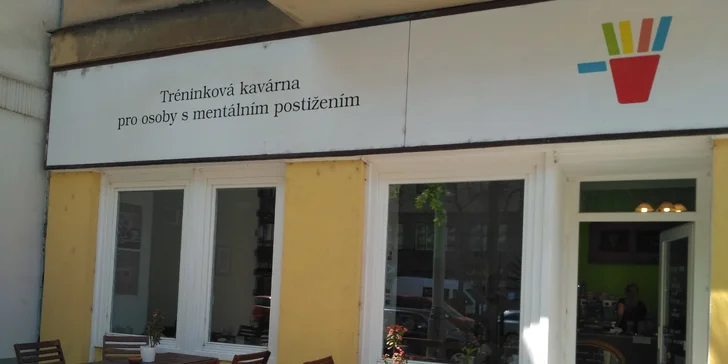 Tréninková kavárna
pro osoby s mentálním postižením